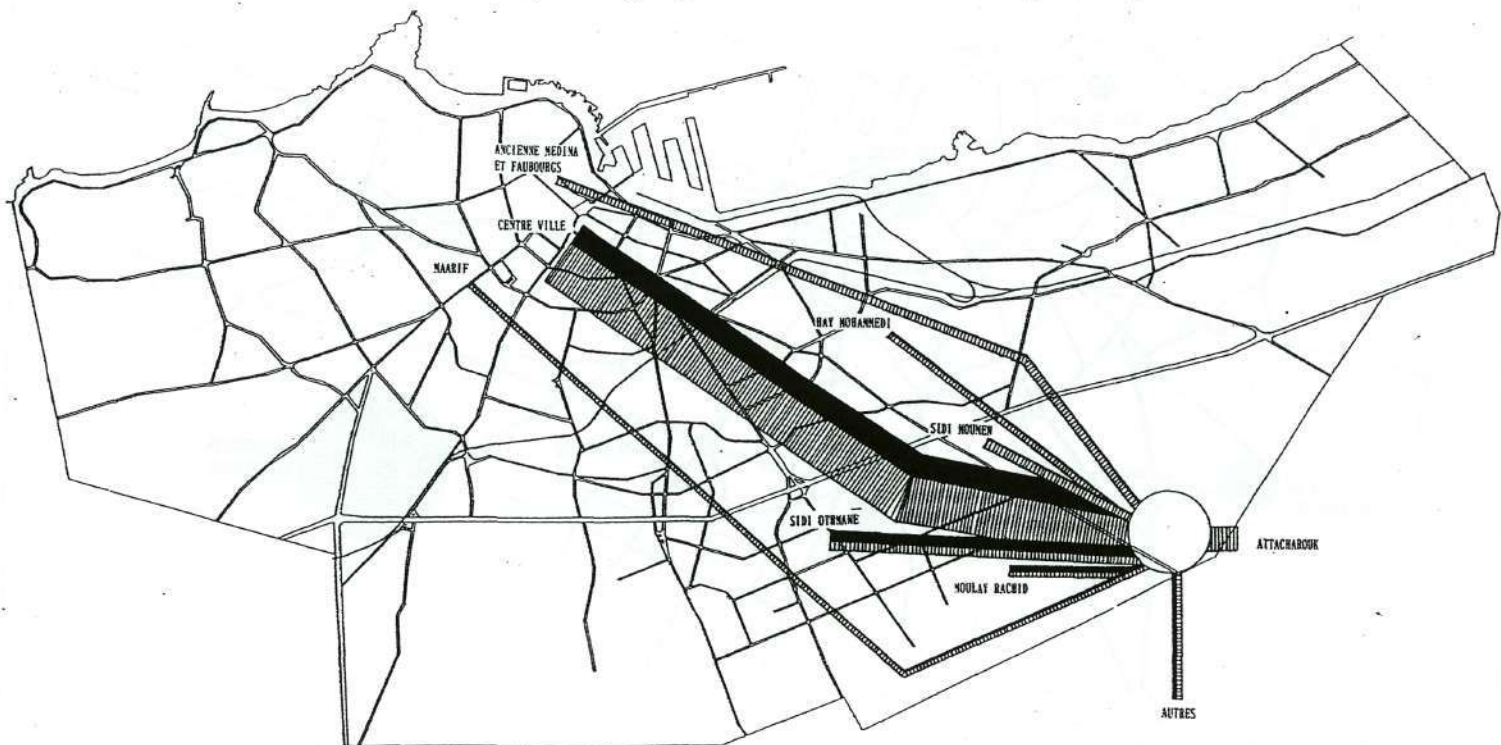 ANCIENNE MEDINA
ET FAUBOURGS
CENTRE VILLE
MAARIF
HAY MOHAMMEDI
SIDI MOUMEN
SIDI OTHMANE
ATTACHAROUK
MOULAY RACHID
AUTRES